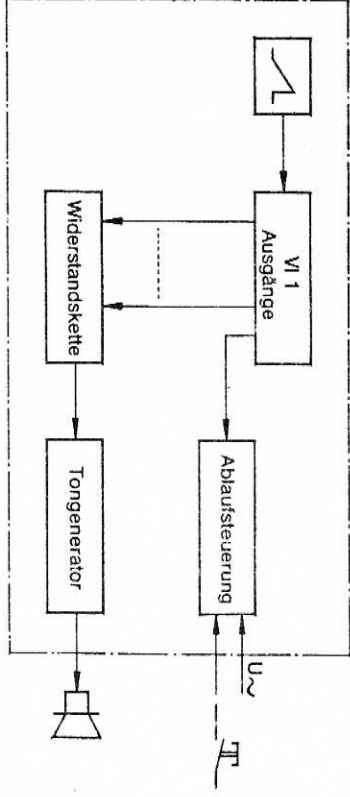 VI 1
Ausgänge
Widerstandskette
Ablaufsteuerung
Tongenerator
U~